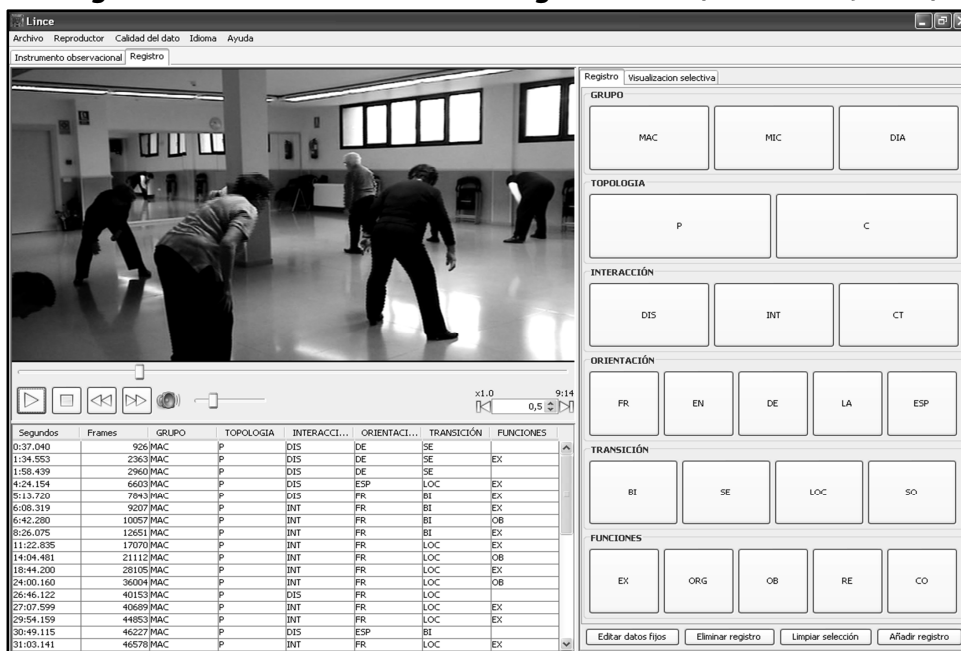 Lince
Archivo Reproductor Calidad del dato Idioma Ayuda
Instrumento observacional Registro
Registro Visualizacion selectiva
GRUPO
MAC MIC DIA
TOPOLOGIA
P C
INTERACCIÓN
DIS INT CT
ORIENTACIÓN
FR EN DE LA ESP
TRANSICIÓN
BI SE LOC SO
FUNCIONES
EX ORG OB RE CO
Editar datos fijos Eliminar registro Limpiar selección Añadir registro
x1.0 9:14
0,5
Segundos Frames GRUPO TOPOLOGIA INTERACCI... ORIENTACI... TRANSICIÓN FUNCIONES
0:37.040 926 MAC P DIS DE SE
1:34.553 2363 MAC P DIS DE SE EX
1:58.439 2960 MAC P DIS DE SE
4:24.154 6603 MAC P DIS ESP LOC EX
5:13.720 7843 MAC P DIS FR BI EX
6:08.319 9207 MAC P INT FR BI EX
6:42.280 10057 MAC P INT FR BI OB
8:26.075 12651 MAC P INT FR BI EX
11:22.835 17070 MAC P INT FR LOC EX
14:04.481 21112 MAC P INT FR LOC OB
18:44.200 28105 MAC P INT FR LOC EX
24:00.160 36004 MAC P INT FR LOC OB
26:46.122 40153 MAC P DIS FR LOC
27:07.599 40689 MAC P INT FR LOC EX
29:54.159 44853 MAC P INT FR LOC EX
30:49.115 46227 MAC P DIS ESP BI
31:03.141 46578 MAC P INT FR LOC EX